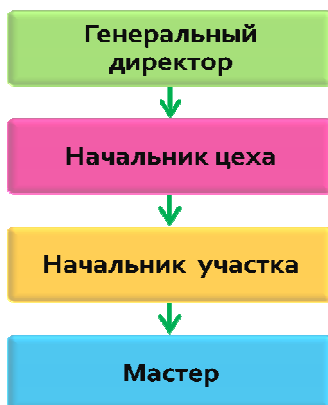 Генеральный
директор
Начальник цеха
Начальник участка
Мастер